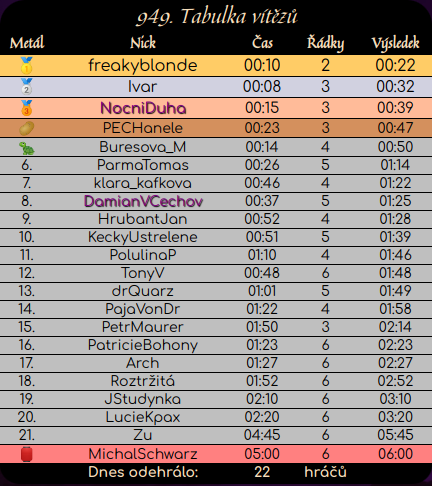 949. Tabulka vítězů
Metál Nick Čas Řádky Výsledek
1 freakyblonde 00:10 2 00:22
2 Ivar 00:08 3 00:32
3 NocniDuha 00:15 3 00:39
PECHanele 00:23 3 00:47
Buresova_M 00:14 4 00:50
6. ParmaTomas 00:26 5 01:14
7. klara_kafkova 00:46 4 01:22
8. DamianVCechov 00:37 5 01:25
9. HrubantJan 00:52 4 01:28
10. KeckyUstrelene 00:51 5 01:39
11. PolulinaP 01:10 4 01:46
12. TonyV 00:48 6 01:48
13. drQuarz 01:01 5 01:49
14. PajaVonDr 01:22 4 01:58
15. PetrMaurer 01:50 3 02:14
16. PatricieBohony 01:23 6 02:23
17. Arch 01:27 6 02:27
18. Roztržitá 01:52 6 02:52
19. JStudynka 02:10 6 03:10
20. LucieKpax 02:20 6 03:20
21. Zu 04:45 6 05:45
MichalSchwarz 05:00 6 06:00
Dnes odehrálo: 22 hráčů